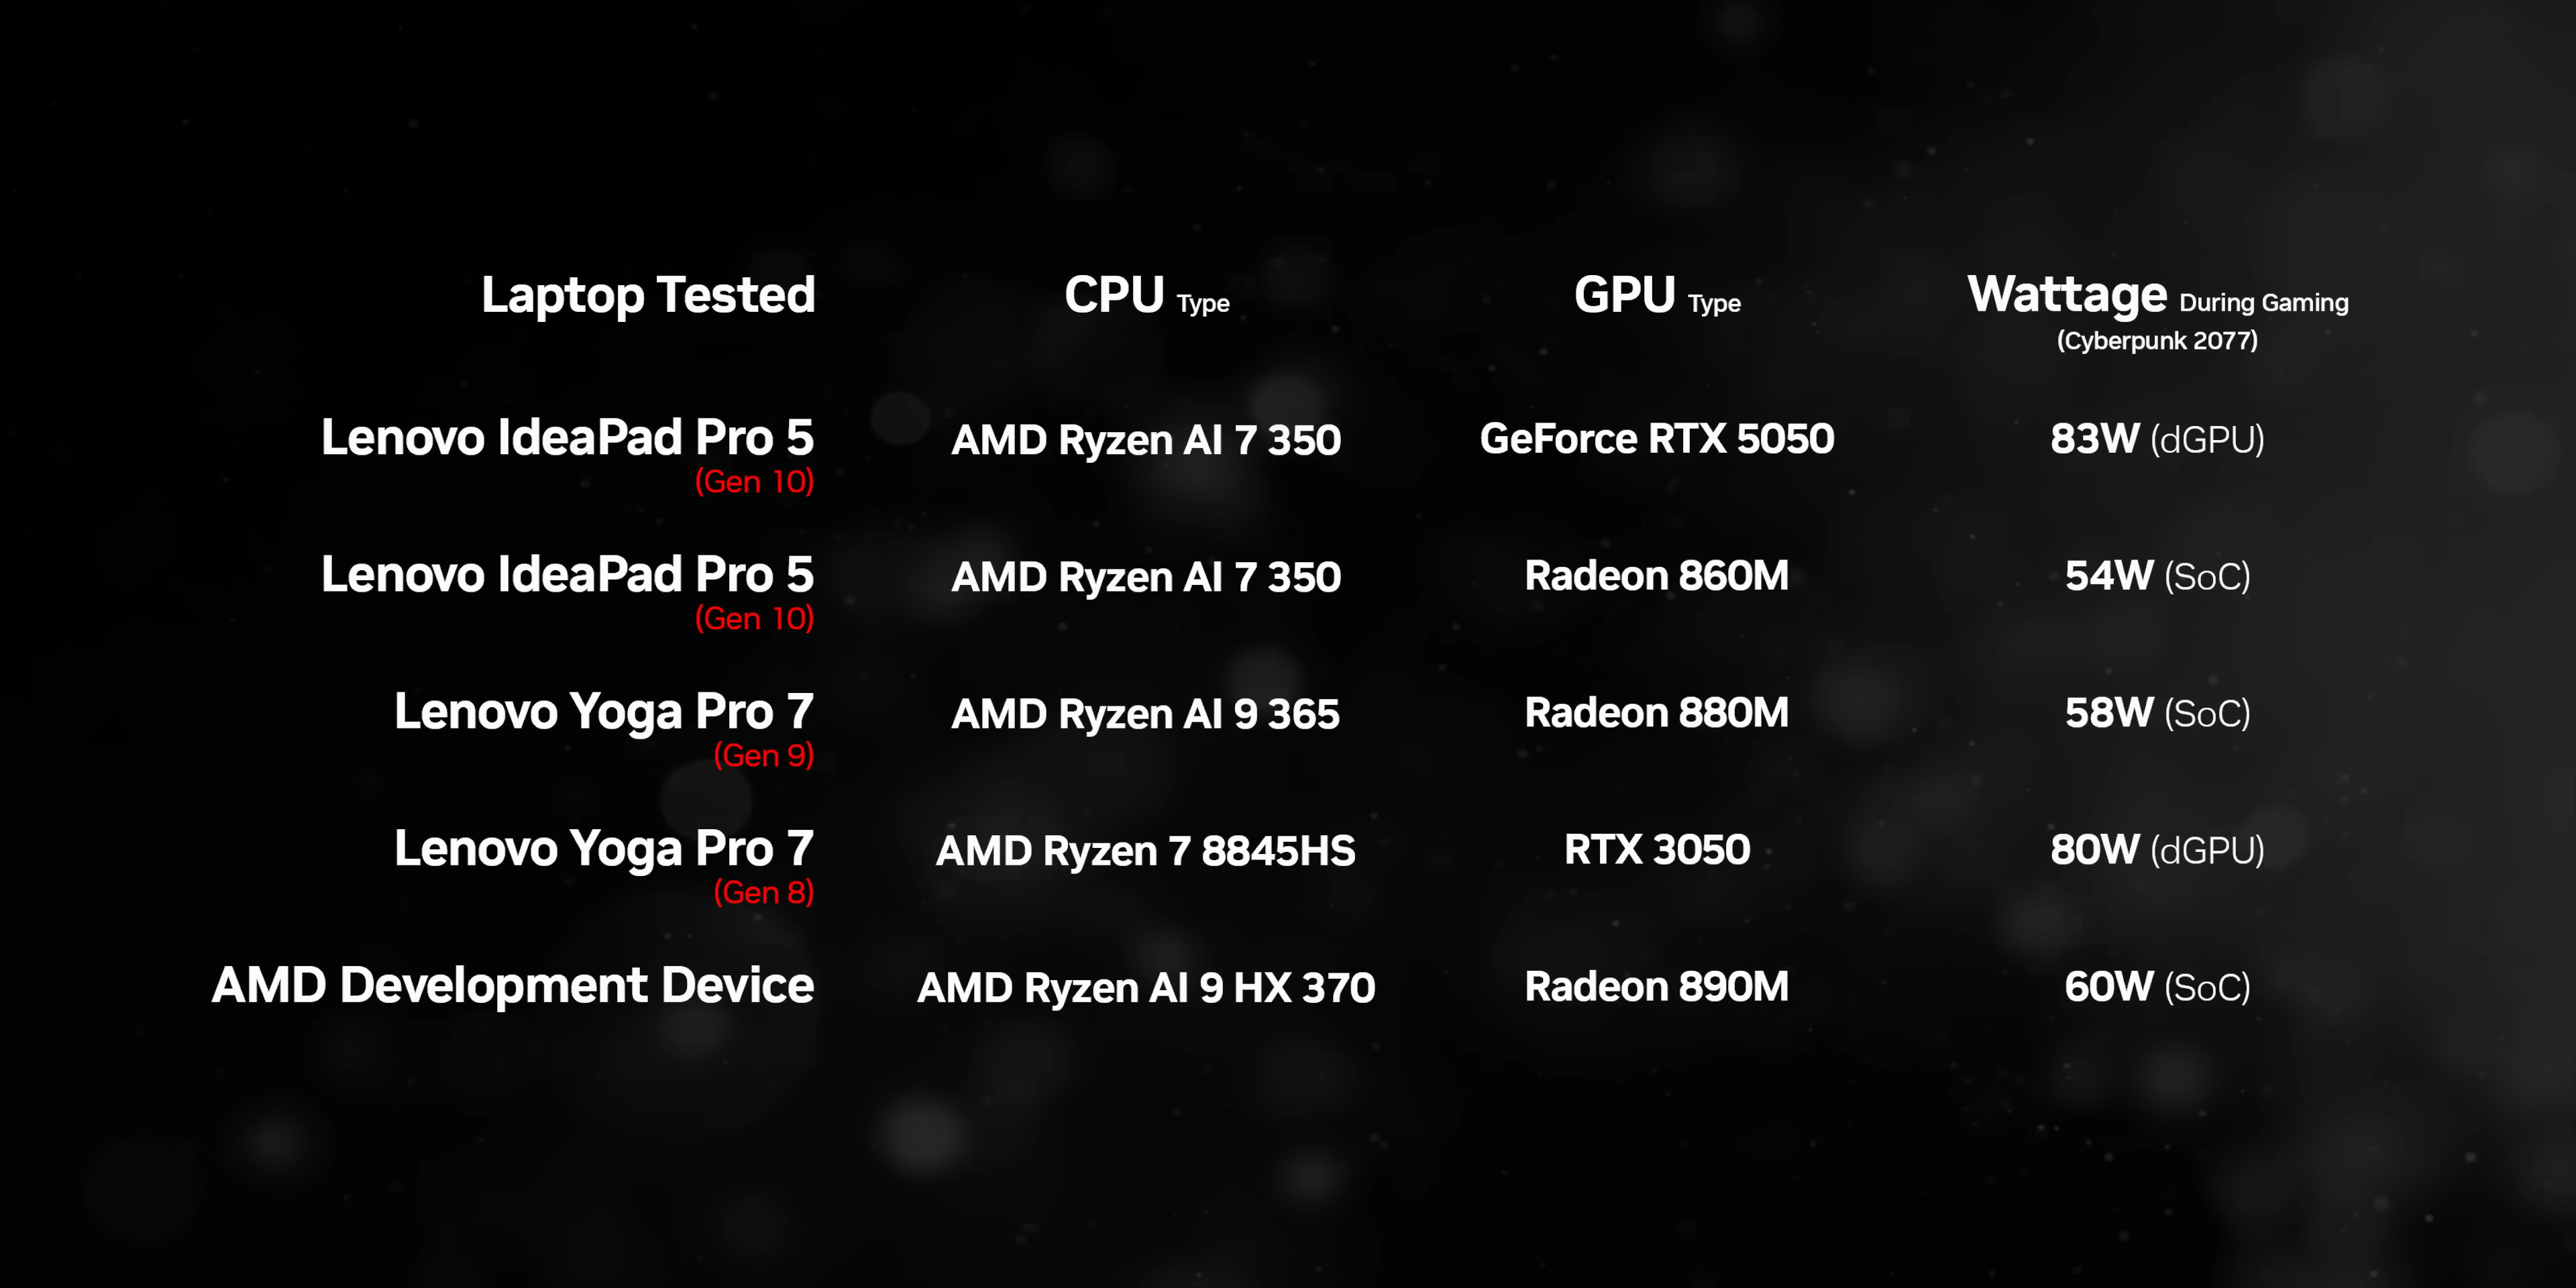 Laptop Tested CPU Type GPU Type Wattage During Gaming
(Cyberpunk 2077)
Lenovo IdeaPad Pro 5 AMD Ryzen AI 7 350 GeForce RTX 5050 83W (dGPU)
(Gen 10)
Lenovo IdeaPad Pro 5 AMD Ryzen AI 7 350 Radeon 860M 54W (SoC)
(Gen 10)
Lenovo Yoga Pro 7 AMD Ryzen AI 9 365 Radeon 880M 58W (SoC)
(Gen 9)
Lenovo Yoga Pro 7 AMD Ryzen 7 8845HS RTX 3050 80W (dGPU)
(Gen 8)
AMD Development Device AMD Ryzen AI 9 HX 370 Radeon 890M 60W (SoC)